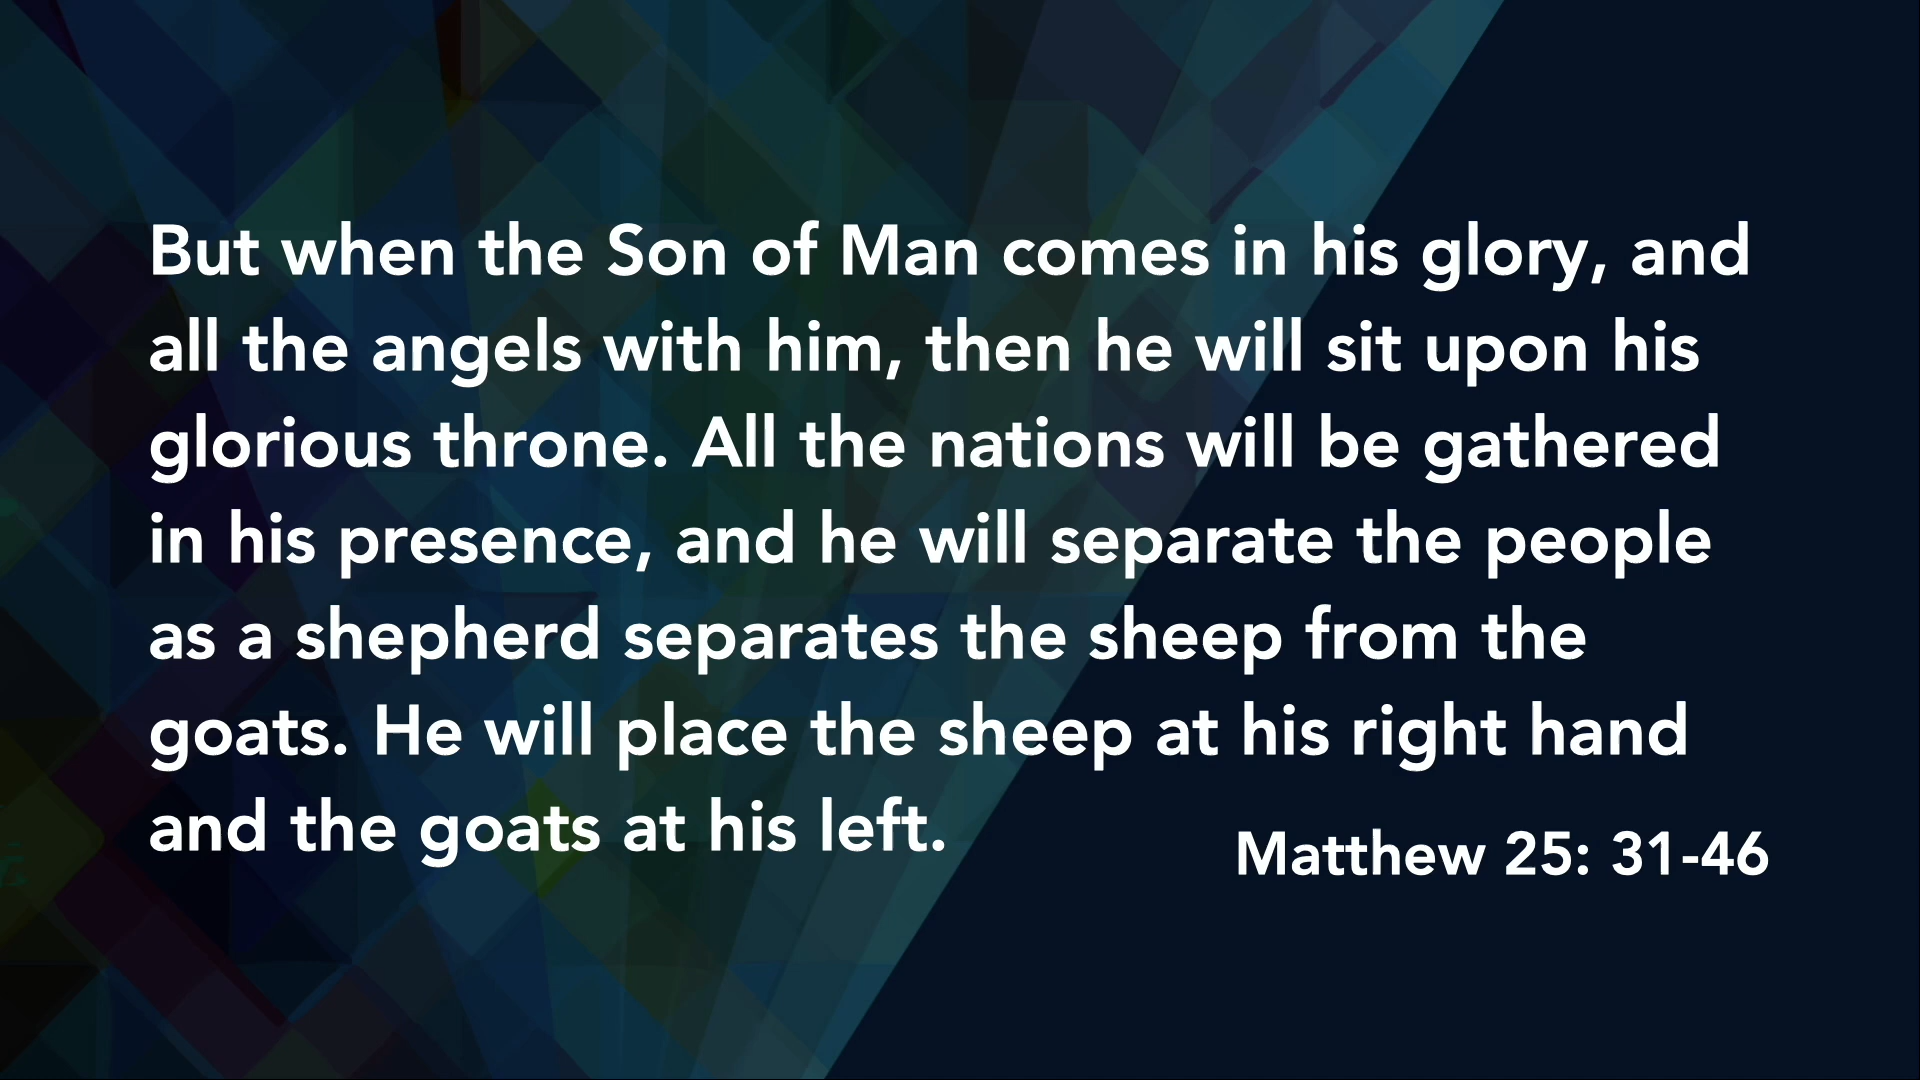 But when the Son of Man comes in his glory, and
all the angels with him, then he will sit upon his
glorious throne. All the nations will be gathered
in his presence, and he will separate the people
as a shepherd separates the sheep from the
goats. He will place the sheep at his right hand
and the goats at his left.
Matthew 25: 31-46